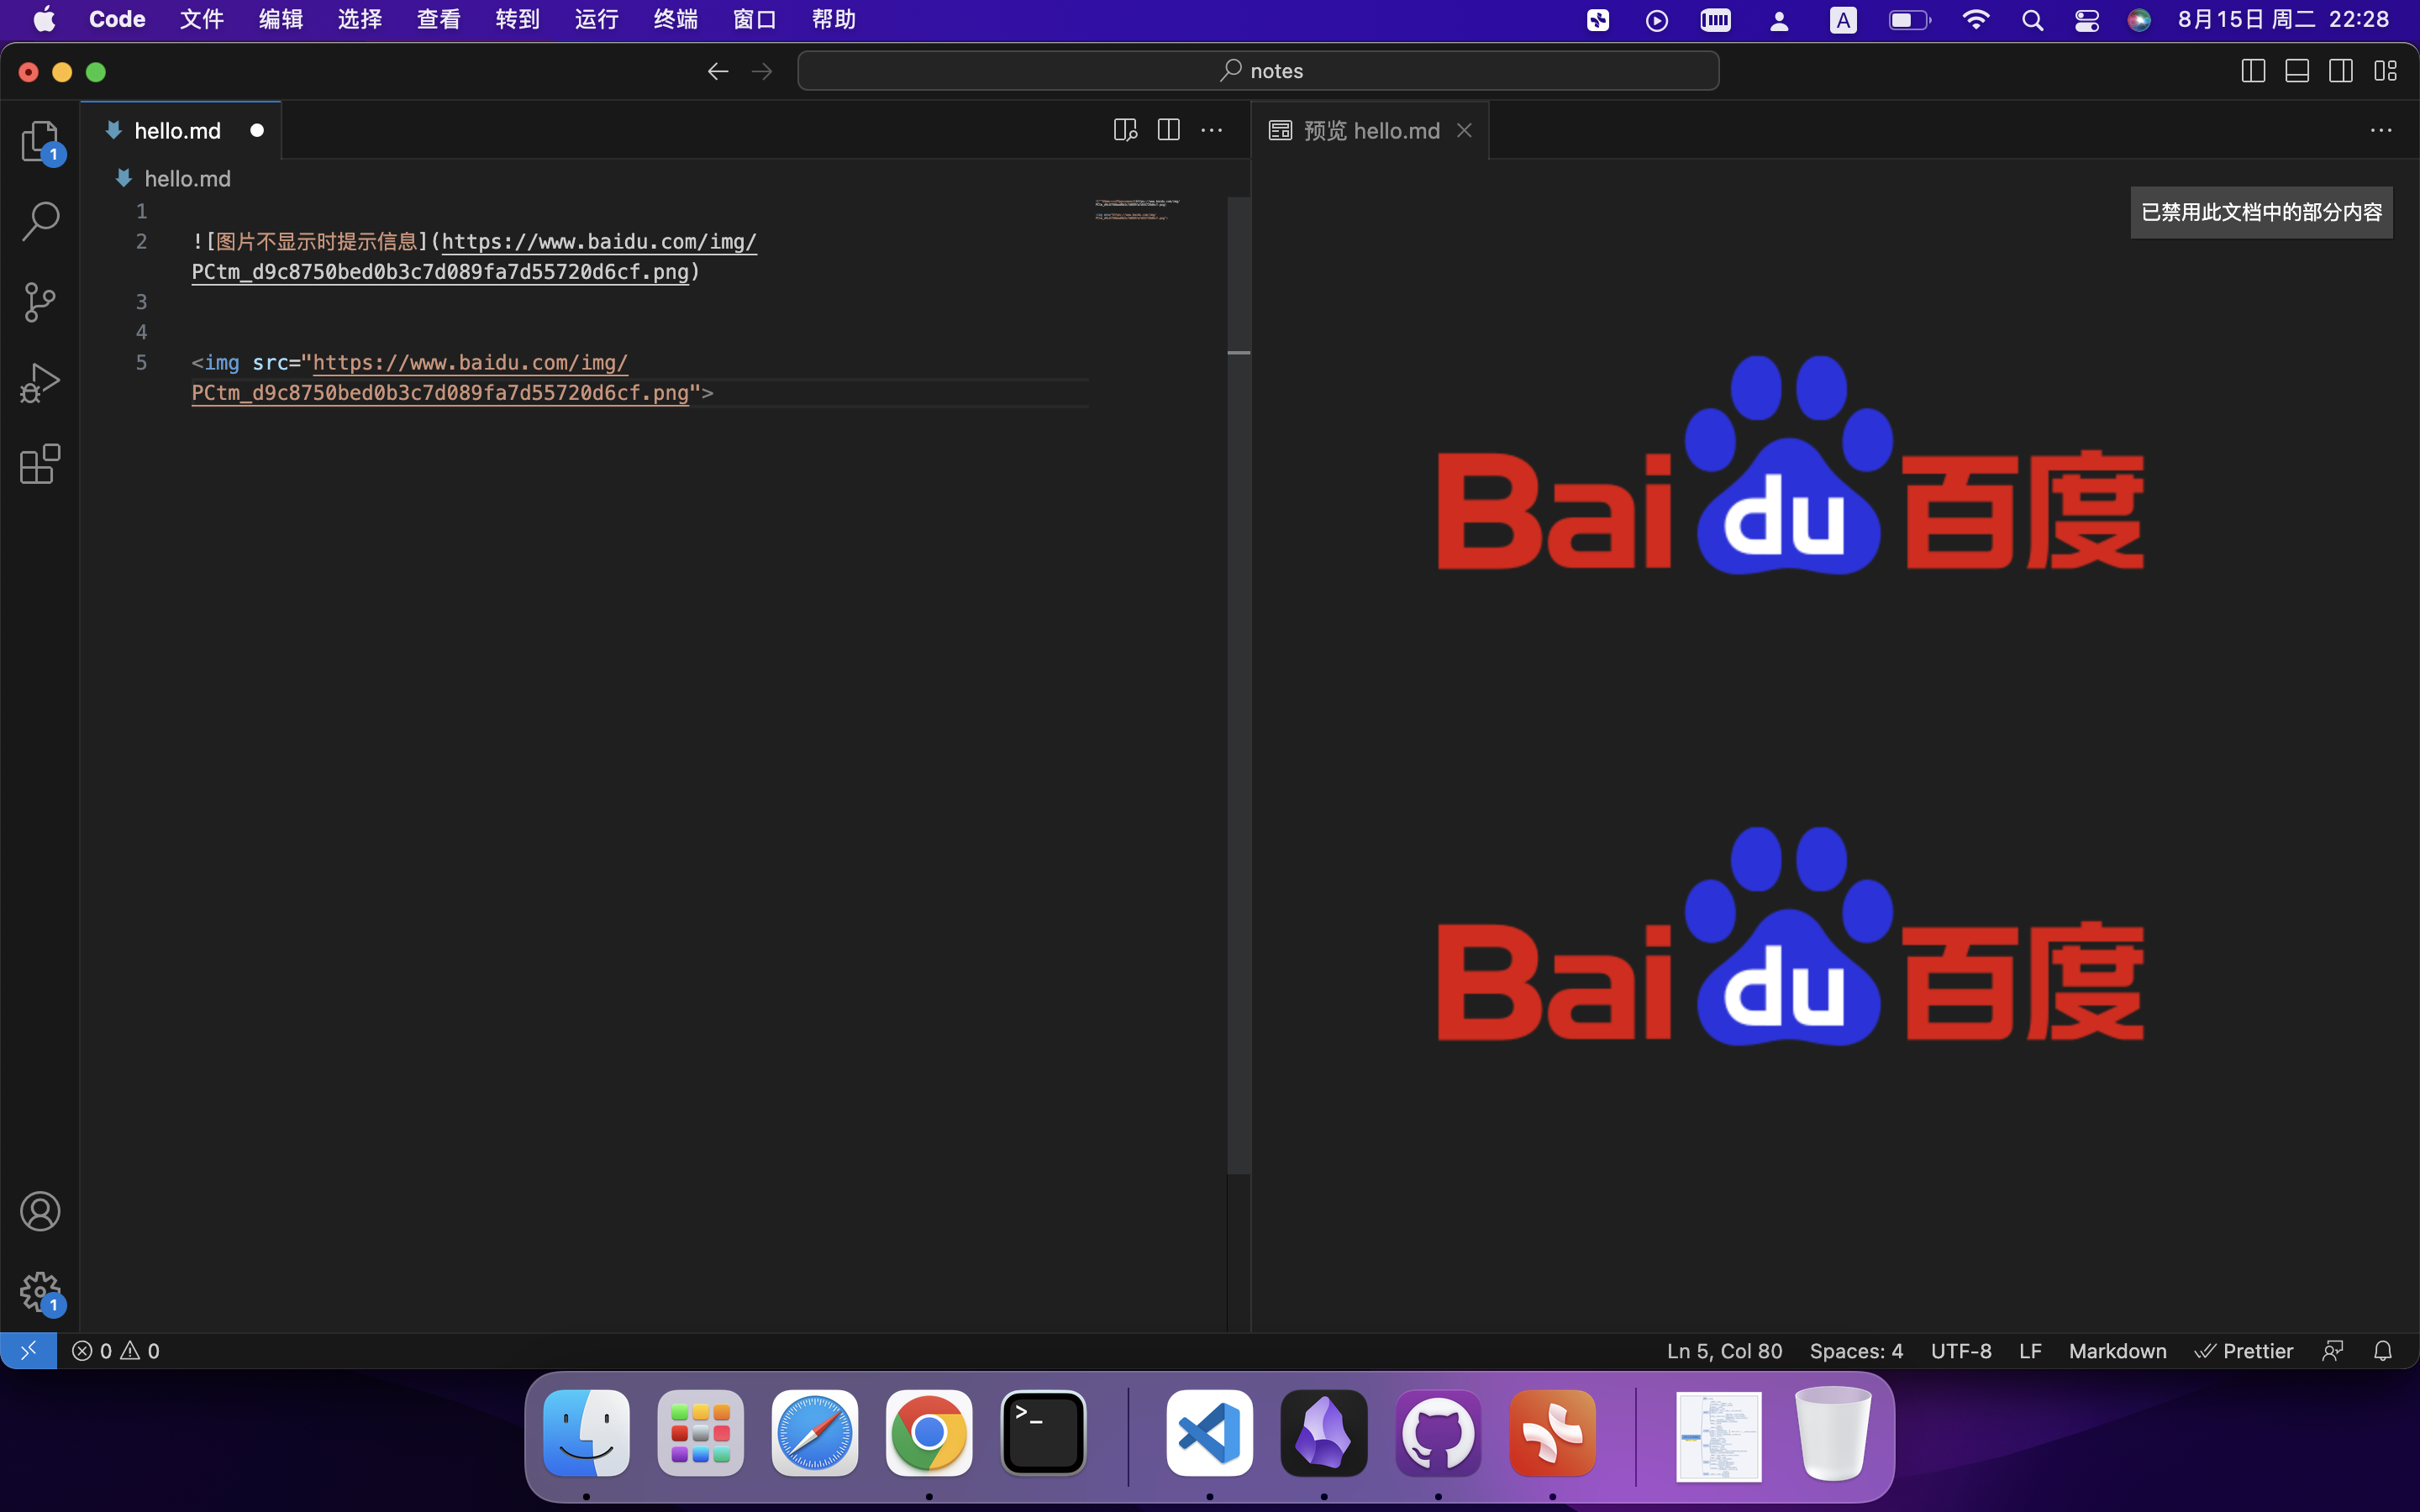 Code 文件 编辑 选择 查看 转到 运行 终端 窗口 帮助 A 8月15日 周二 22:28
notes
hello.md
预览 hello.md
1
hello.md
已禁用此文档中的部分内容
1
2 ![图片不显示时提示信息](https://www.baidu.com/img/
PCtm_d9c8750bed0b3c7d089fa7d55720d6cf.png)
3
4
5 <img src="https://www.baidu.com/img/
PCtm_d9c8750bed0b3c7d089fa7d55720d6cf.png">
Bai du 百度
Bai du 百度
1
0 0 Ln 5, Col 80 Spaces: 4 UTF-8 LF Markdown Prettier
>_